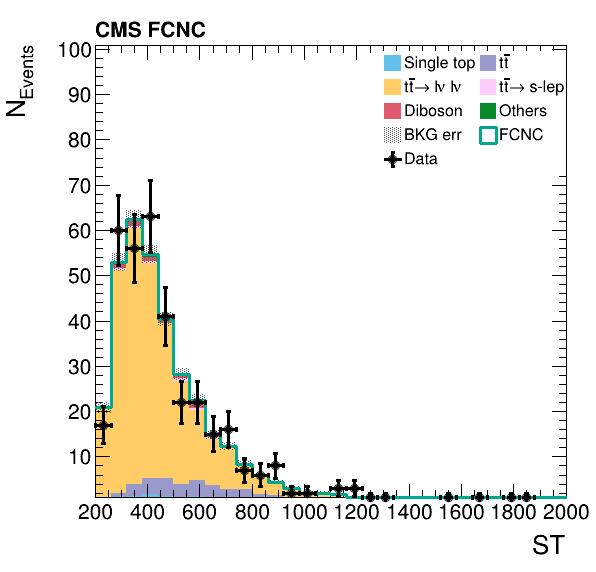 CMS FCNC
N_Events
100
90
80
70
60
50
40
30
20
10
Single top
tt̄
tt̄→ lν lν
tt̄→ s-lep
Diboson
Others
BKG err
FCNC
Data
200 400 600 800 1000 1200 1400 1600 1800 2000
ST